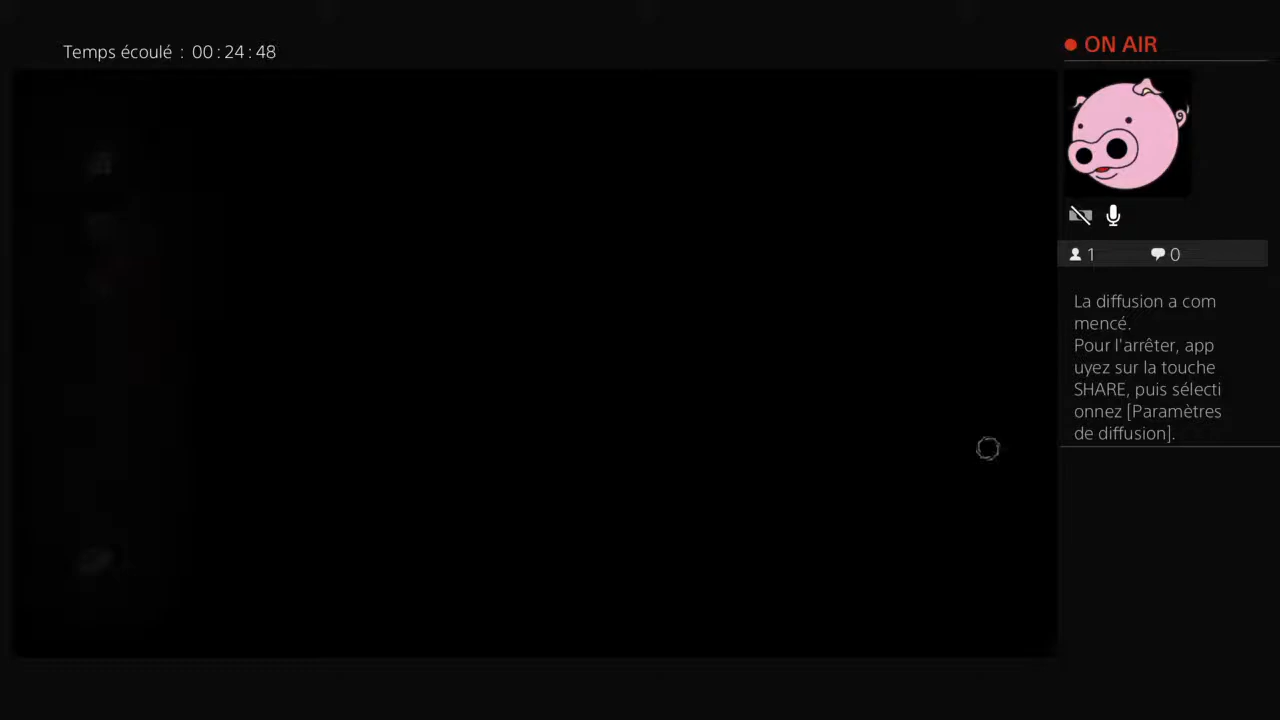 Temps écoulé : 00:24:48
ON AIR
1 0
La diffusion a com
mencé.
Pour l'arrêter, app
uyez sur la touche
SHARE, puis sélecti
onnez [Paramètres
de diffusion].